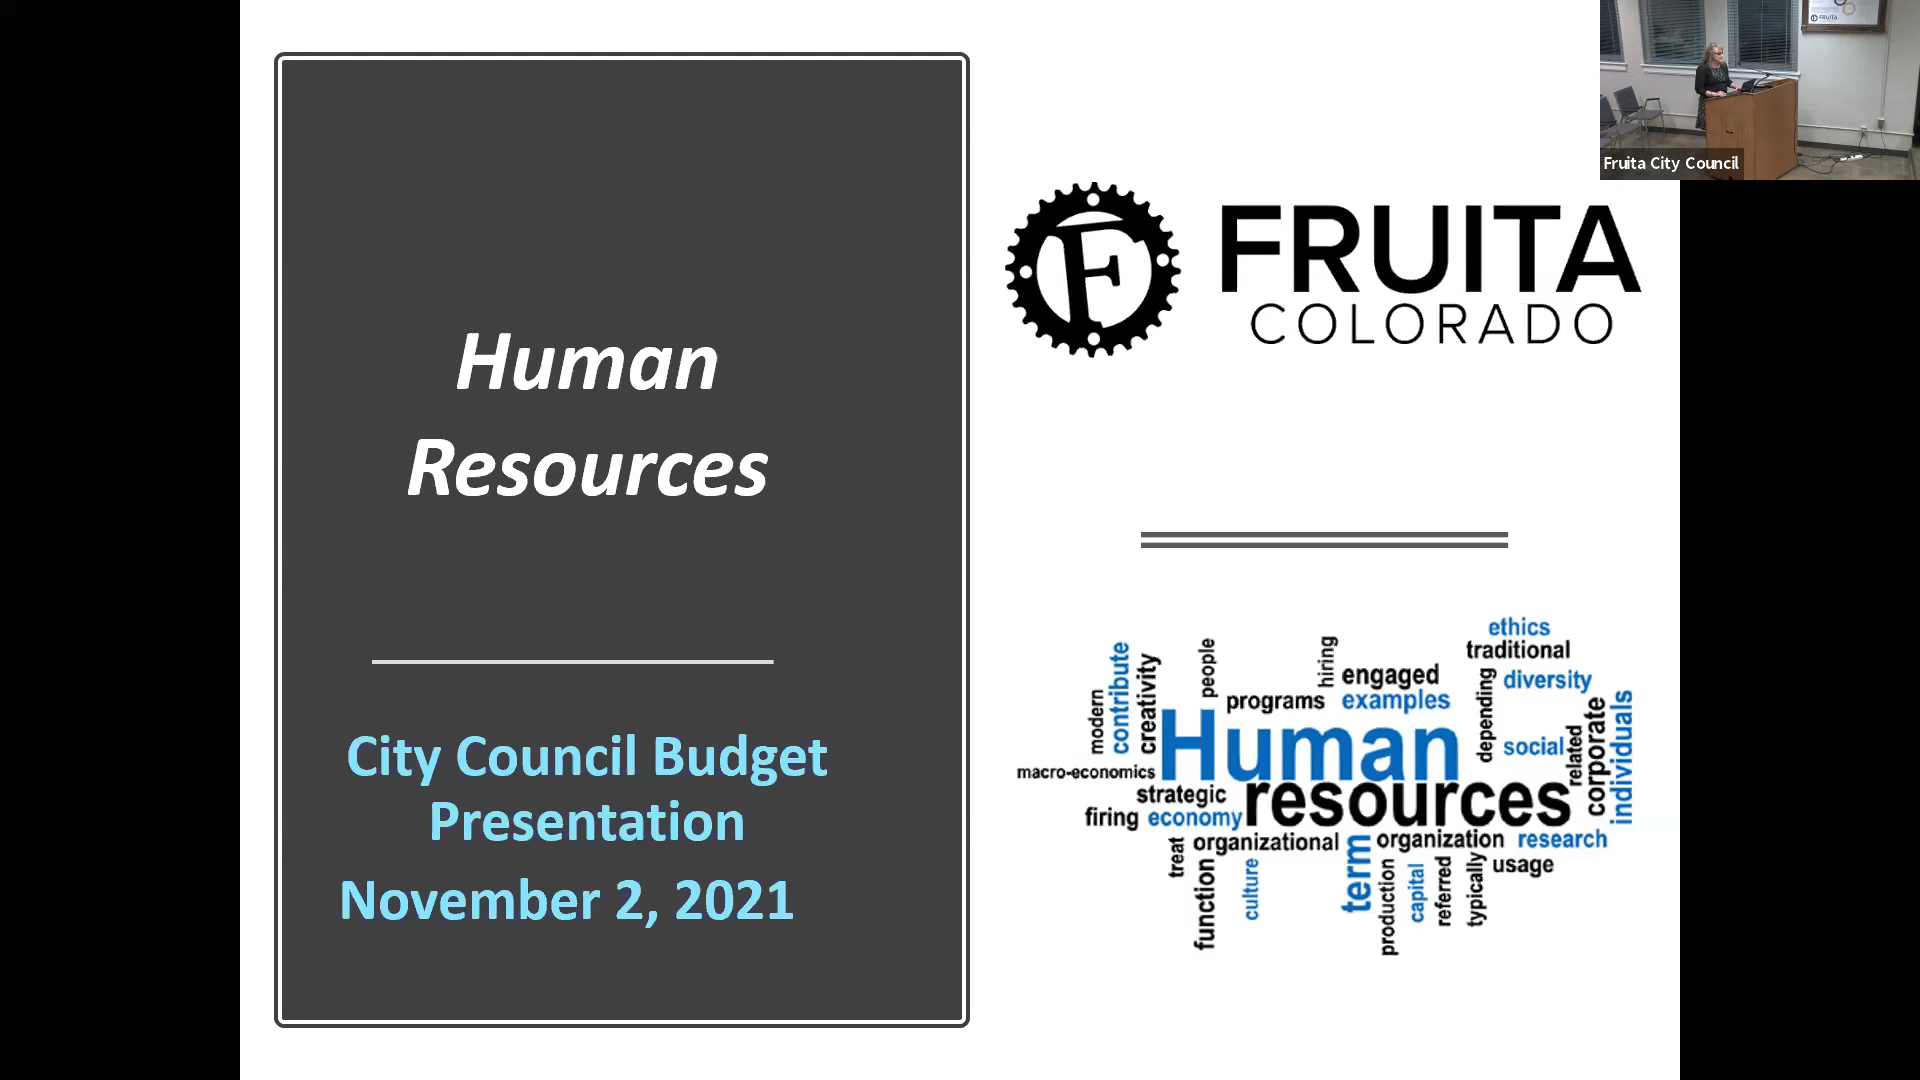 Human
Resources
City Council Budget
Presentation
November 2, 2021
FRUITA
COLORADO
F
ethics
traditional
diversity
engaged
examples
programs
hiring
people
creativity
contribute
modern
depending
social
related
corporate
individuals
macro-economics
Human
strategic
resources
firing
economy
organizational
organization
research
treat
function
culture
term
production
capital
referred
typically
usage
FRUITA
Fruita City Council